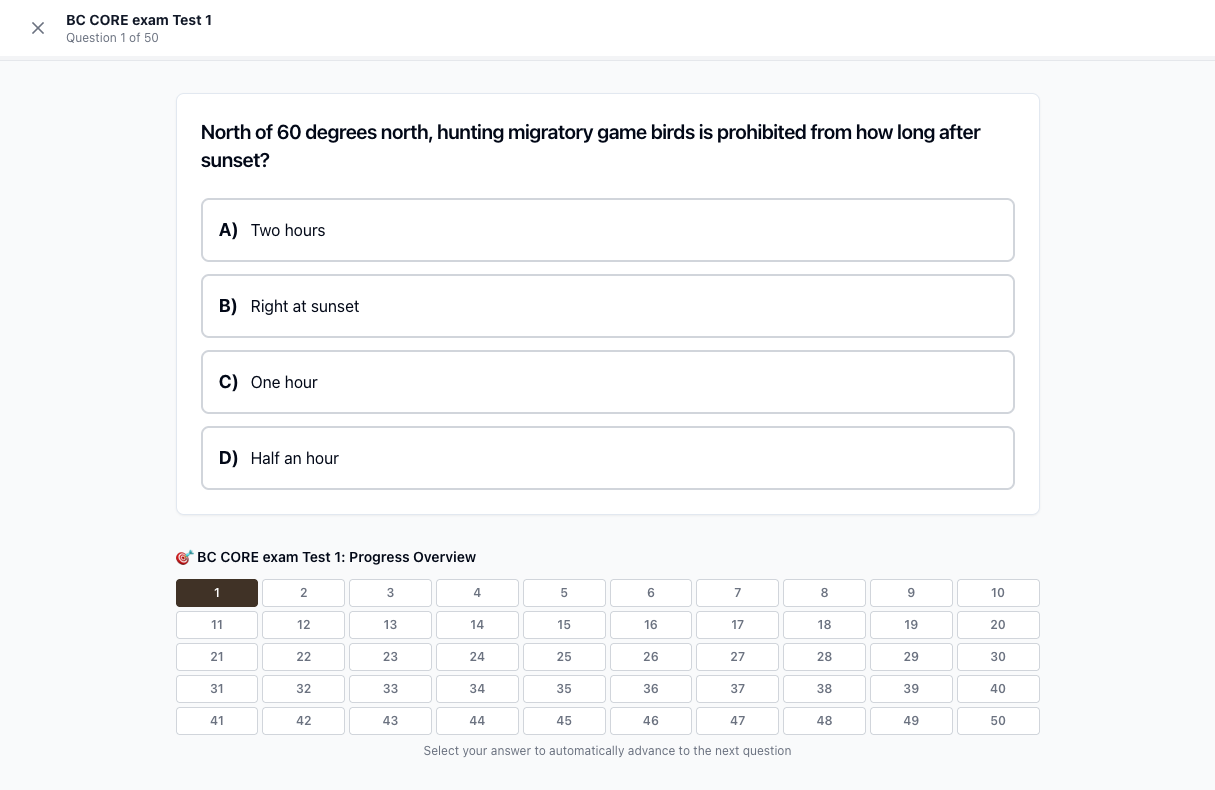 BC CORE exam Test 1
Question 1 of 50
North of 60 degrees north, hunting migratory game birds is prohibited from how long after
sunset?
A) Two hours
B) Right at sunset
C) One hour
D) Half an hour
🎯 BC CORE exam Test 1: Progress Overview
1 2 3 4 5 6 7 8 9 10
11 12 13 14 15 16 17 18 19 20
21 22 23 24 25 26 27 28 29 30
31 32 33 34 35 36 37 38 39 40
41 42 43 44 45 46 47 48 49 50
Select your answer to automatically advance to the next question